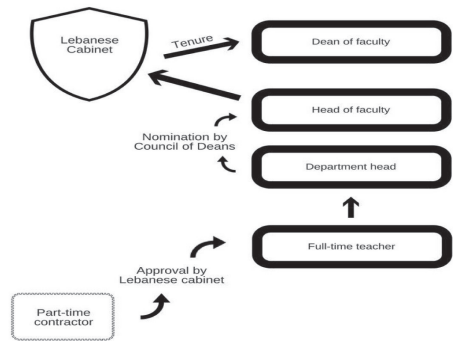 Lebanese
Cabinet
Tenure
Dean of faculty
Head of faculty
Nomination by
Council of Deans
Department head
Full-time teacher
Approval by
Lebanese cabinet
Part-time
contractor